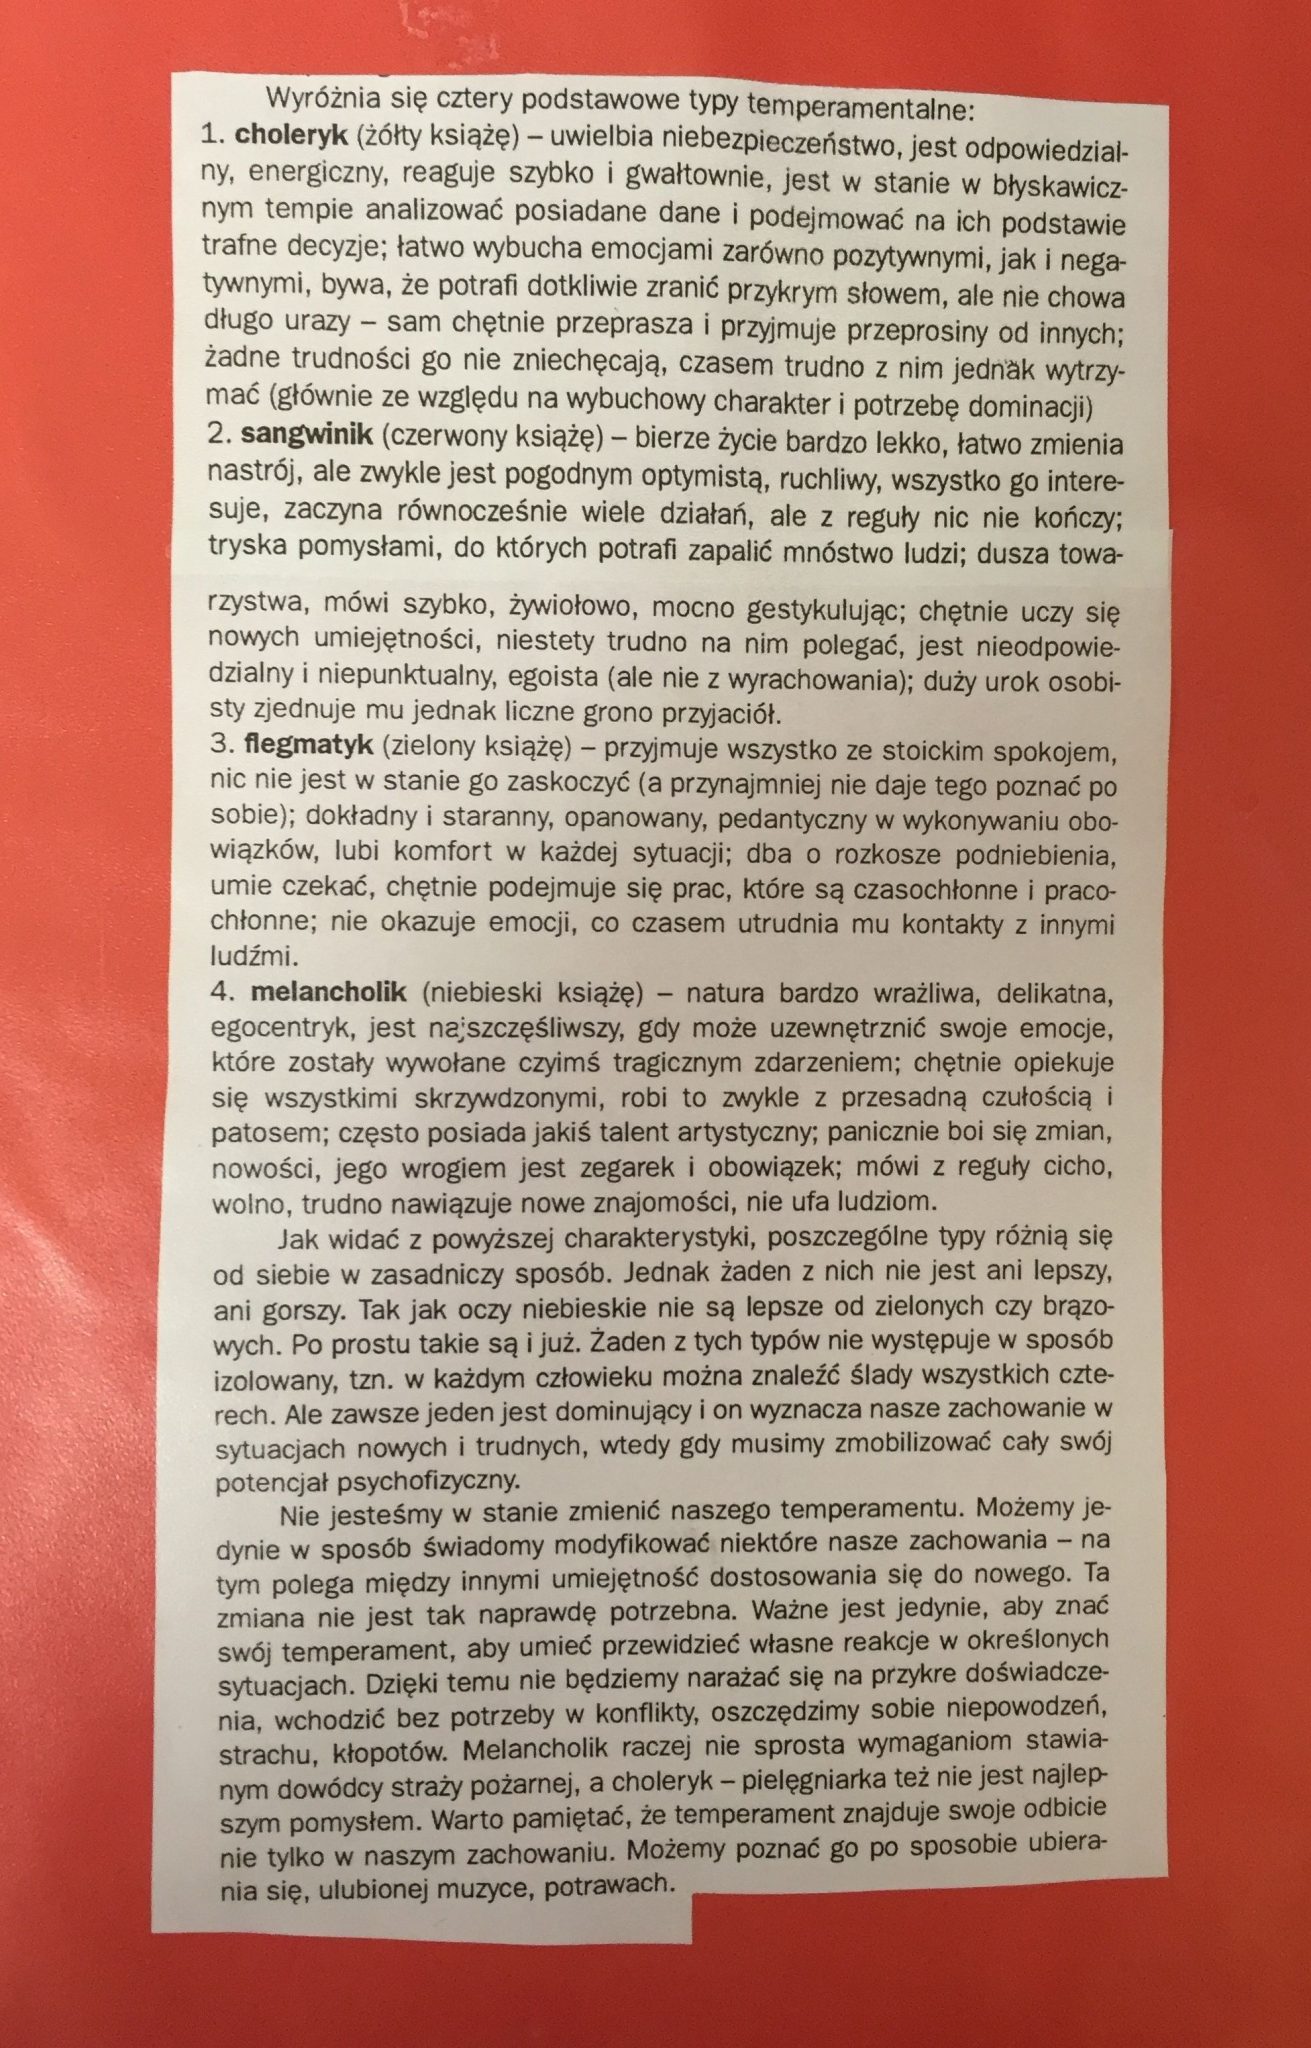 Wyróżnia się cztery podstawowe typy temperamentalne:
1. choleryk (żółty książę) – uwielbia niebezpieczeństwo, jest odpowiedzial-
ny, energiczny, reaguje szybko i gwałtownie, jest w stanie w błyskawicz-
nym tempie analizować posiadane dane i podejmować na ich podstawie
trafne decyzje; łatwo wybucha emocjami zarówno pozytywnymi, jak i nega-
tywnymi, bywa, że potrafi dotkliwie zranić przykrym słowem, ale nie chowa
długo urazy – sam chętnie przeprasza i przyjmuje przeprosiny od innych;
żadne trudności go nie zniechęcają, czasem trudno z nim jednak wytrzy-
mać (głównie ze względu na wybuchowy charakter i potrzebę dominacji)
2. sangwinik (czerwony książę) – bierze życie bardzo lekko, łatwo zmienia
nastrój, ale zwykle jest pogodnym optymistą, ruchliwy, wszystko go intere-
suje, zaczyna równocześnie wiele działań, ale z reguły nic nie kończy;
tryska pomysłami, do których potrafi zapalić mnóstwo ludzi; dusza towa-
rzystwa, mówi szybko, żywiołowo, mocno gestykulując; chętnie uczy się
nowych umiejętności, niestety trudno na nim polegać, jest nieodpowie-
dzialny i niepunktualny, egoista (ale nie z wyrachowania); duży urok osobi-
sty zjednuje mu jednak liczne grono przyjaciół.
3. flegmatyk (zielony książę) – przyjmuje wszystko ze stoickim spokojem,
nic nie jest w stanie go zaskoczyć (a przynajmniej nie daje tego poznać po
sobie); dokładny i staranny, opanowany, pedantyczny w wykonywaniu obo-
wiązków, lubi komfort w każdej sytuacji; dba o rozkosze podniebienia,
umie czekać, chętnie podejmuje się prac, które są czasochłonne i praco-
chłonne; nie okazuje emocji, co czasem utrudnia mu kontakty z innymi
ludźmi.
4. melancholik (niebieski książę) – natura bardzo wrażliwa, delikatna,
egocentryk, jest najszczęśliwszy, gdy może uzewnętrznić swoje emocje,
które zostały wywołane czyimś tragicznym zdarzeniem; chętnie opiekuje
się wszystkimi skrzywdzonymi, robi to zwykle z przesadną czułością i
patosem; często posiada jakiś talent artystyczny; panicznie boi się zmian,
nowości, jego wrogiem jest zegarek i obowiązek; mówi z reguły cicho,
wolno, trudno nawiązuje nowe znajomości, nie ufa ludziom.
Jak widać z powyższej charakterystyki, poszczególne typy różnią się
od siebie w zasadniczy sposób. Jednak żaden z nich nie jest ani lepszy,
ani gorszy. Tak jak oczy niebieskie nie są lepsze od zielonych czy brązo-
wych. Po prostu takie są i już. Żaden z tych typów nie występuje w sposób
izolowany, tzn. w każdym człowieku można znaleźć ślady wszystkich czte-
rech. Ale zawsze jeden jest dominujący i on wyznacza nasze zachowanie w
sytuacjach nowych i trudnych, wtedy gdy musimy zmobilizować cały swój
potencjał psychofizyczny.
Nie jesteśmy w stanie zmienić naszego temperamentu. Możemy je-
dynie w sposób świadomy modyfikować niektóre nasze zachowania – na
tym polega między innymi umiejętność dostosowania się do nowego. Ta
zmiana nie jest tak naprawdę potrzebna. Ważne jest jedynie, aby znać
swój temperament, aby umieć przewidzieć własne reakcje w określonych
sytuacjach. Dzięki temu nie będziemy narażać się na przykre doświadcze-
nia, wchodzić bez potrzeby w konflikty, oszczędzimy sobie niepowodzeń,
strachu, kłopotów. Melancholik raczej nie sprosta wymaganiom stawia-
nym dowódcy straży pożarnej, a choleryk – pielęgniarka też nie jest najlep-
szym pomysłem. Warto pamiętać, że temperament znajduje swoje odbicie
nie tylko w naszym zachowaniu. Możemy poznać go po sposobie ubiera-
nia się, ulubionej muzyce, potrawach.